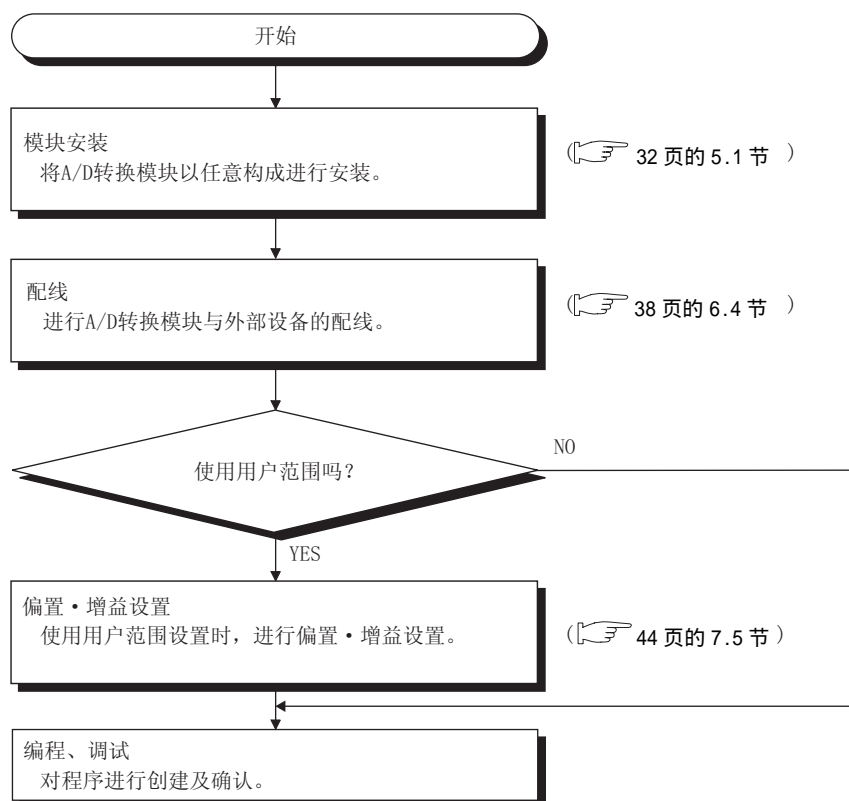 开始
模块安装
将A/D转换模块以任意构成进行安装。
( 32 页的 5.1 节 )
配线
进行A/D转换模块与外部设备的配线。
( 38 页的 6.4 节 )
使用用户范围吗?
NO
YES
偏置·增益设置
使用用户范围设置时，进行偏置·增益设置。
( 44 页的 7.5 节 )
编程、调试
对程序进行创建及确认。